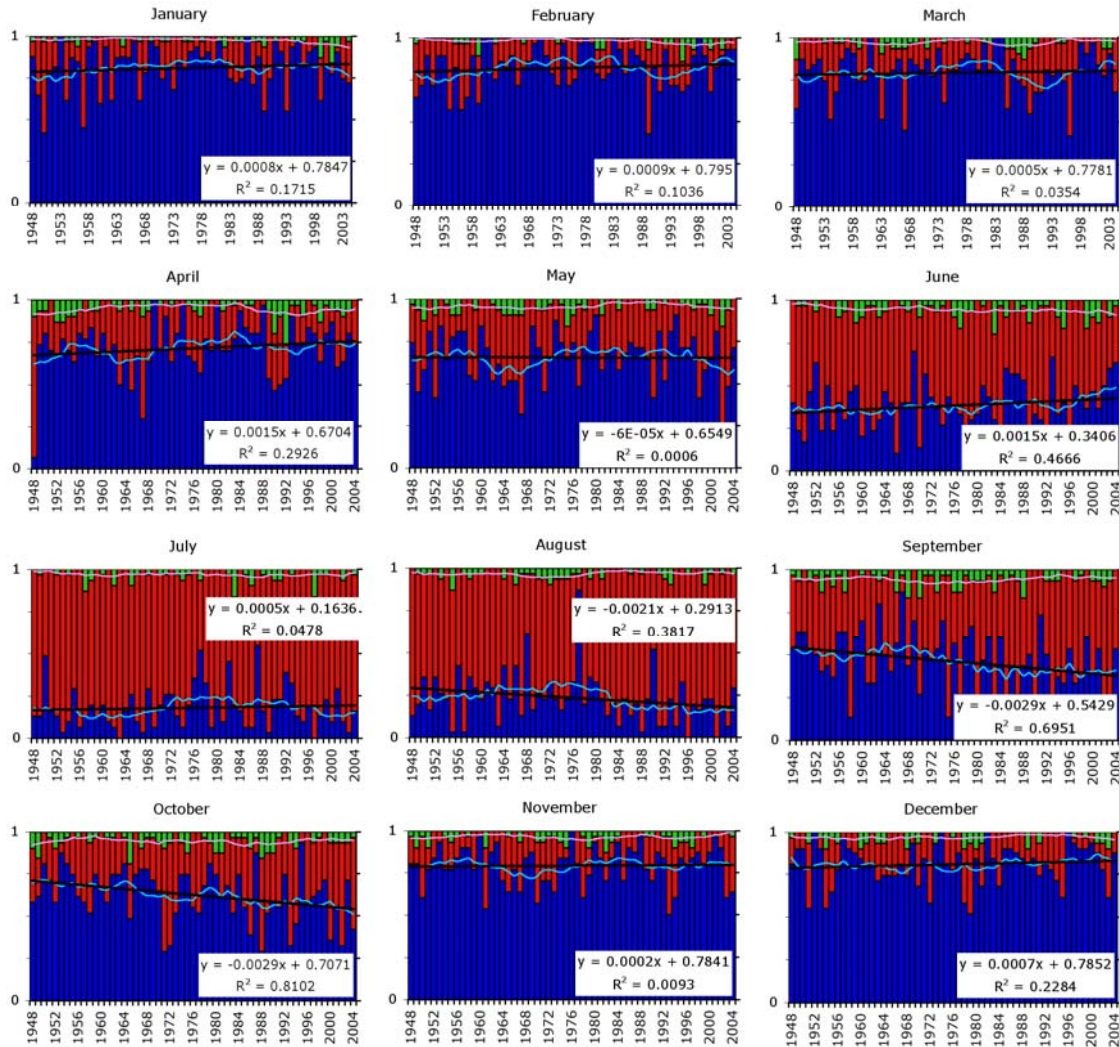 January
1
0
y = 0.0008x + 0.7847
R² = 0.1715
1948 1953 1958 1963 1968 1973 1978 1983 1988 1993 1998 2003
February
1
0
y = 0.0009x + 0.795
R² = 0.1036
1948 1953 1958 1963 1968 1973 1978 1983 1988 1993 1998 2003
March
1
0
y = 0.0005x + 0.7781
R² = 0.0354
1948 1953 1958 1963 1968 1973 1978 1983 1988 1993 1998 2003
April
1
0
y = 0.0015x + 0.6704
R² = 0.2926
1948 1952 1956 1960 1964 1968 1972 1976 1980 1984 1988 1992 1996 2000 2004
May
1
0
y = -6E-05x + 0.6549
R² = 0.0006
1948 1952 1956 1960 1964 1968 1972 1976 1980 1984 1988 1992 1996 2000 2004
June
1
0
y = 0.0015x + 0.3406
R² = 0.4666
1948 1952 1956 1960 1964 1968 1972 1976 1980 1984 1988 1992 1996 2000 2004
July
1
0
y = 0.0005x + 0.1636
R² = 0.0478
1948 1952 1956 1960 1964 1968 1972 1976 1980 1984 1988 1992 1996 2000 2004
August
1
0
y = -0.0021x + 0.2913
R² = 0.3817
1948 1952 1956 1960 1964 1968 1972 1976 1980 1984 1988 1992 1996 2000 2004
September
1
0
y = -0.0029x + 0.5429
R² = 0.6951
1948 1952 1956 1960 1964 1968 1972 1976 1980 1984 1988 1992 1996 2000 2004
October
1
0
y = -0.0029x + 0.7071
R² = 0.8102
1948 1952 1956 1960 1964 1968 1972 1976 1980 1984 1988 1992 1996 2000 2004
November
1
0
y = 0.0002x + 0.7841
R² = 0.0093
1948 1952 1956 1960 1964 1968 1972 1976 1980 1984 1988 1992 1996 2000 2004
December
1
0
y = 0.0007x + 0.7852
R² = 0.2284
1948 1952 1956 1960 1964 1968 1972 1976 1980 1984 1988 1992 1996 2000 2004